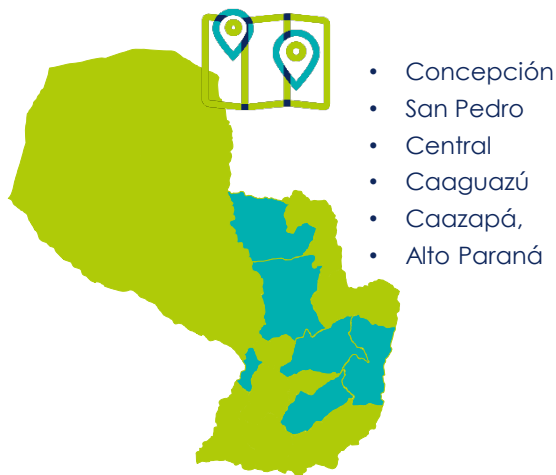 • Concepción
• San Pedro
• Central
• Caaguazú
• Caazapá,
• Alto Paraná